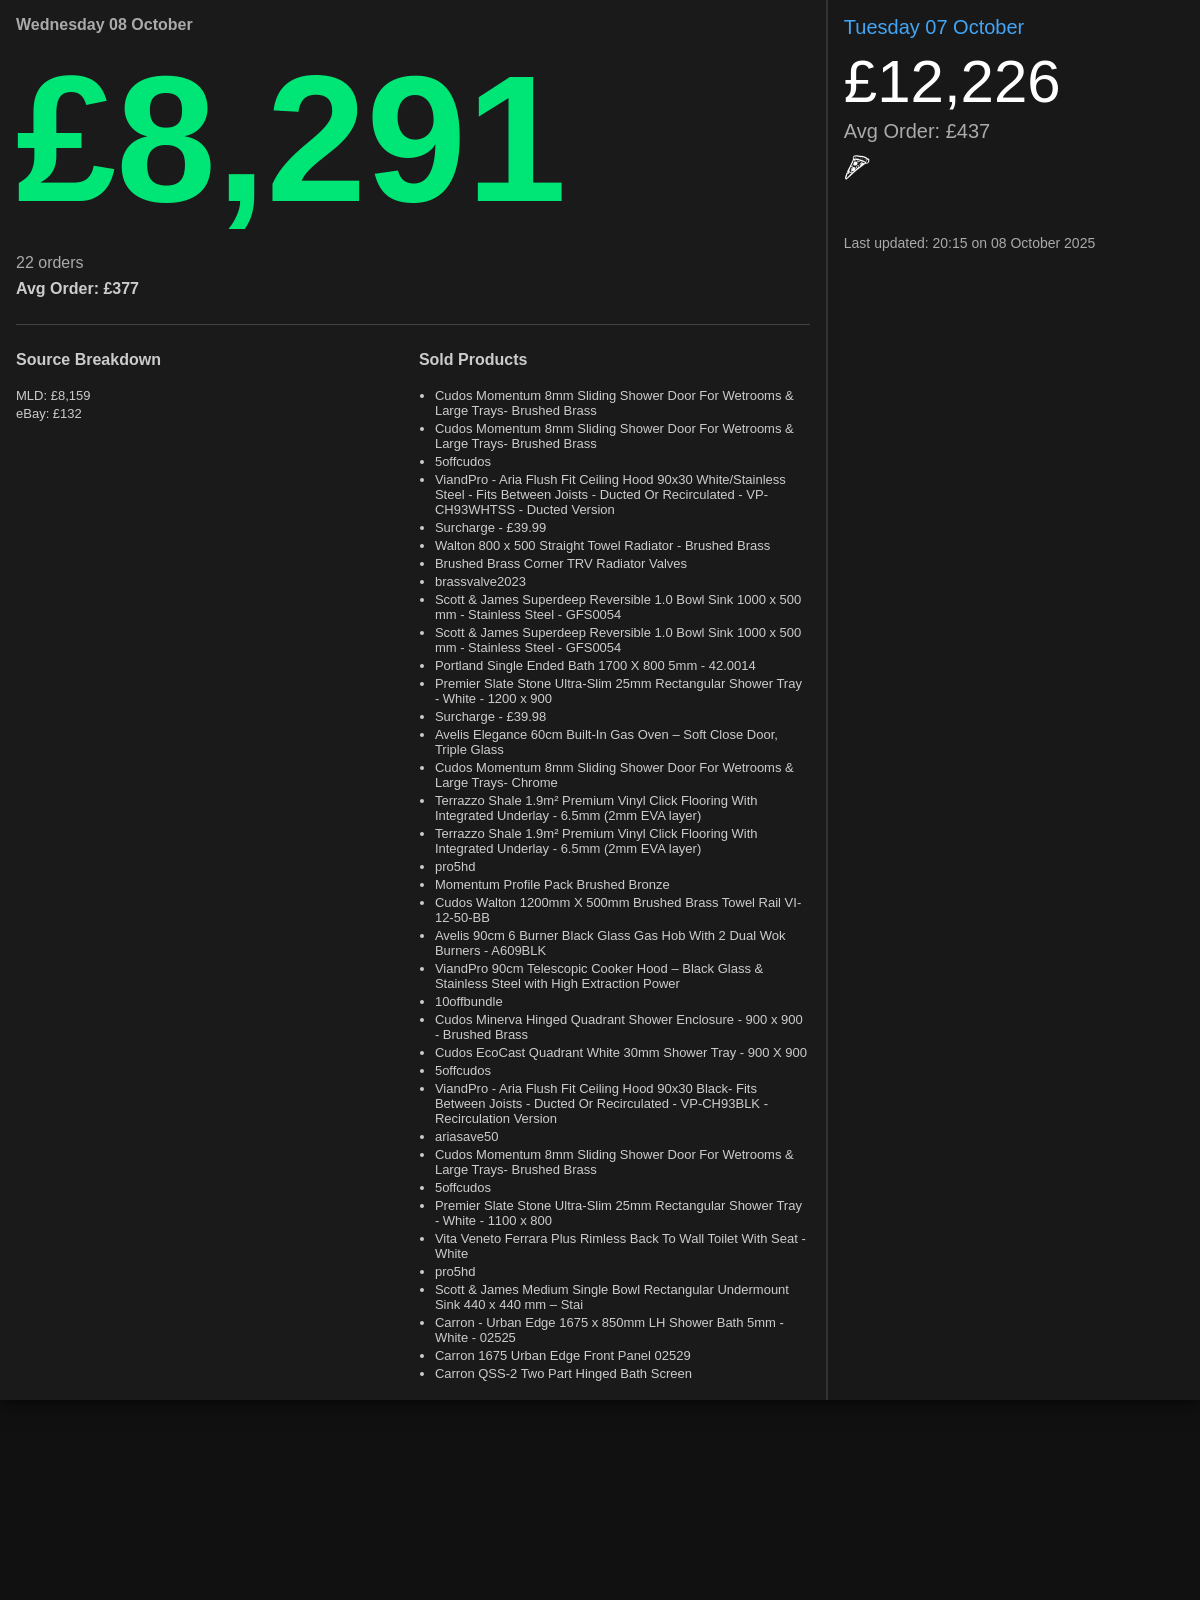 Wednesday 08 October
£8,291
22 orders
Avg Order: £377
Source Breakdown
MLD: £8,159
eBay: £132
Sold Products
Cudos Momentum 8mm Sliding Shower Door For Wetrooms &
Large Trays- Brushed Brass
Cudos Momentum 8mm Sliding Shower Door For Wetrooms &
Large Trays- Brushed Brass
5offcudos
ViandPro - Aria Flush Fit Ceiling Hood 90x30 White/Stainless
Steel - Fits Between Joists - Ducted Or Recirculated - VP-
CH93WHTSS - Ducted Version
Surcharge - £39.99
Walton 800 x 500 Straight Towel Radiator - Brushed Brass
Brushed Brass Corner TRV Radiator Valves
brassvalve2023
Scott & James Superdeep Reversible 1.0 Bowl Sink 1000 x 500
mm - Stainless Steel - GFS0054
Scott & James Superdeep Reversible 1.0 Bowl Sink 1000 x 500
mm - Stainless Steel - GFS0054
Portland Single Ended Bath 1700 X 800 5mm - 42.0014
Premier Slate Stone Ultra-Slim 25mm Rectangular Shower Tray
- White - 1200 x 900
Surcharge - £39.98
Avelis Elegance 60cm Built-In Gas Oven – Soft Close Door,
Triple Glass
Cudos Momentum 8mm Sliding Shower Door For Wetrooms &
Large Trays- Chrome
Terrazzo Shale 1.9m² Premium Vinyl Click Flooring With
Integrated Underlay - 6.5mm (2mm EVA layer)
Terrazzo Shale 1.9m² Premium Vinyl Click Flooring With
Integrated Underlay - 6.5mm (2mm EVA layer)
pro5hd
Momentum Profile Pack Brushed Bronze
Cudos Walton 1200mm X 500mm Brushed Brass Towel Rail VI-
12-50-BB
Avelis 90cm 6 Burner Black Glass Gas Hob With 2 Dual Wok
Burners - A609BLK
ViandPro 90cm Telescopic Cooker Hood – Black Glass &
Stainless Steel with High Extraction Power
10offbundle
Cudos Minerva Hinged Quadrant Shower Enclosure - 900 x 900
- Brushed Brass
Cudos EcoCast Quadrant White 30mm Shower Tray - 900 X 900
5offcudos
ViandPro - Aria Flush Fit Ceiling Hood 90x30 Black- Fits
Between Joists - Ducted Or Recirculated - VP-CH93BLK -
Recirculation Version
ariasave50
Cudos Momentum 8mm Sliding Shower Door For Wetrooms &
Large Trays- Brushed Brass
5offcudos
Premier Slate Stone Ultra-Slim 25mm Rectangular Shower Tray
- White - 1100 x 800
Vita Veneto Ferrara Plus Rimless Back To Wall Toilet With Seat -
White
pro5hd
Scott & James Medium Single Bowl Rectangular Undermount
Sink 440 x 440 mm – Stai
Carron - Urban Edge 1675 x 850mm LH Shower Bath 5mm -
White - 02525
Carron 1675 Urban Edge Front Panel 02529
Carron QSS-2 Two Part Hinged Bath Screen
Tuesday 07 October
£12,226
Avg Order: £437
Last updated: 20:15 on 08 October 2025